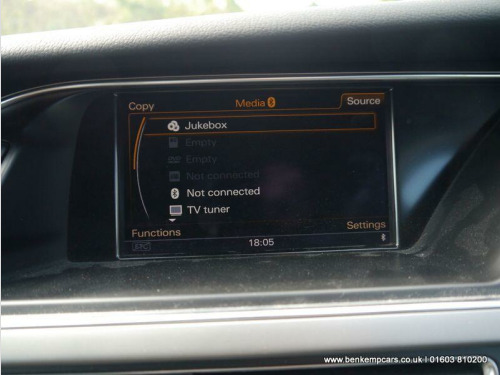 Copy Media Source
Jukebox
Empty
Empty
Not connected
Not connected
TV tuner
Functions Settings
18:05
www.benkempcars.co.uk | 01603 810200